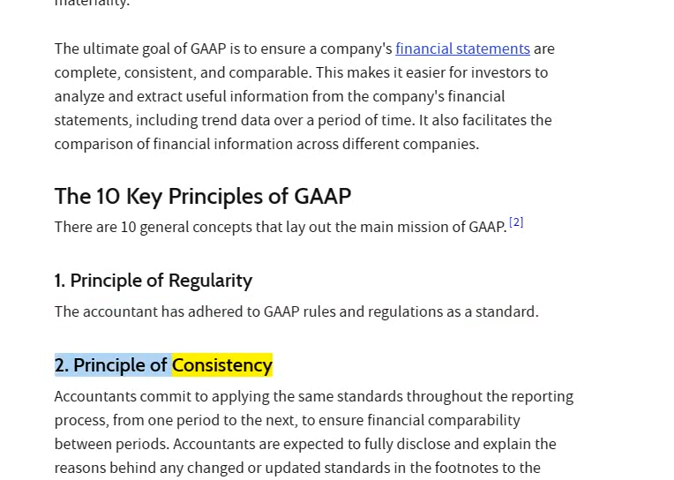 materiality.
The ultimate goal of GAAP is to ensure a company's financial statements are
complete, consistent, and comparable. This makes it easier for investors to
analyze and extract useful information from the company's financial
statements, including trend data over a period of time. It also facilitates the
comparison of financial information across different companies.
The 10 Key Principles of GAAP
There are 10 general concepts that lay out the main mission of GAAP. [2]
1. Principle of Regularity
The accountant has adhered to GAAP rules and regulations as a standard.
2. Principle of Consistency
Accountants commit to applying the same standards throughout the reporting
process, from one period to the next, to ensure financial comparability
between periods. Accountants are expected to fully disclose and explain the
reasons behind any changed or updated standards in the footnotes to the